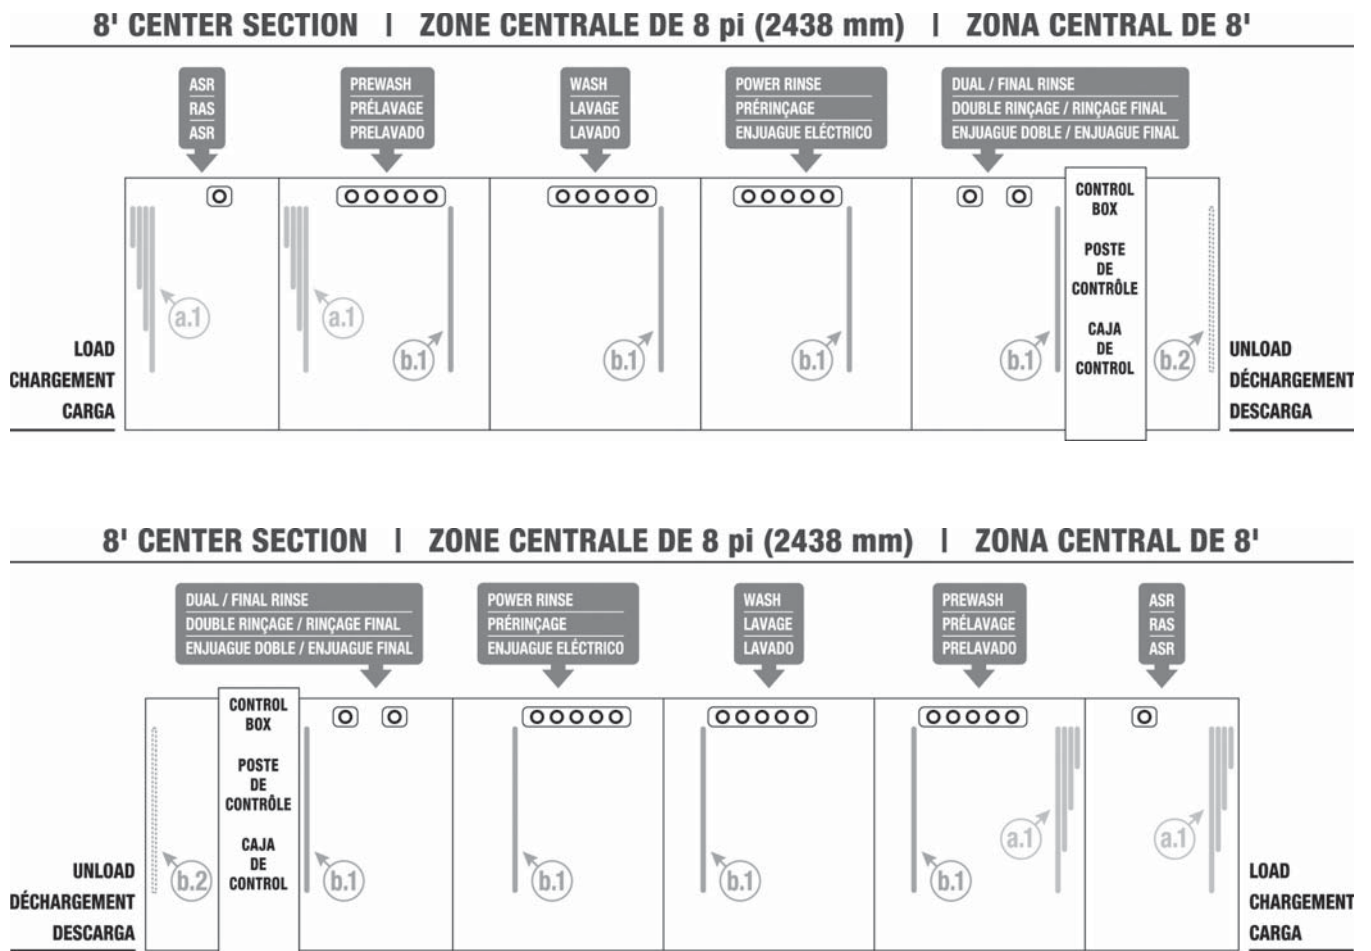 8' CENTER SECTION | ZONE CENTRALE DE 8 pi (2438 mm) | ZONA CENTRAL DE 8'
ASR
RAS
ASR
PREWASH
PRÉLAVAGE
PRELAVADO
WASH
LAVAGE
LAVADO
POWER RINSE
PRÉRINÇAGE
ENJUAGUE ELÉCTRICO
DUAL / FINAL RINSE
DOUBLE RINÇAGE / RINÇAGE FINAL
ENJUAGUE DOBLE / ENJUAGUE FINAL
CONTROL
BOX
POSTE
DE
CONTRÔLE
CAJA
DE
CONTROL
a.1
a.1
b.1
b.1
b.1
b.1
b.2
LOAD
CHARGEMENT
CARGA
UNLOAD
DÉCHARGEMENT
DESCARGA
8' CENTER SECTION | ZONE CENTRALE DE 8 pi (2438 mm) | ZONA CENTRAL DE 8'
DUAL / FINAL RINSE
DOUBLE RINÇAGE / RINÇAGE FINAL
ENJUAGUE DOBLE / ENJUAGUE FINAL
POWER RINSE
PRÉRINÇAGE
ENJUAGUE ELÉCTRICO
WASH
LAVAGE
LAVADO
PREWASH
PRÉLAVAGE
PRELAVADO
ASR
RAS
ASR
CONTROL
BOX
POSTE
DE
CONTRÔLE
CAJA
DE
CONTROL
a.1
a.1
b.2
b.1
b.1
b.1
b.1
UNLOAD
DÉCHARGEMENT
DESCARGA
LOAD
CHARGEMENT
CARGA